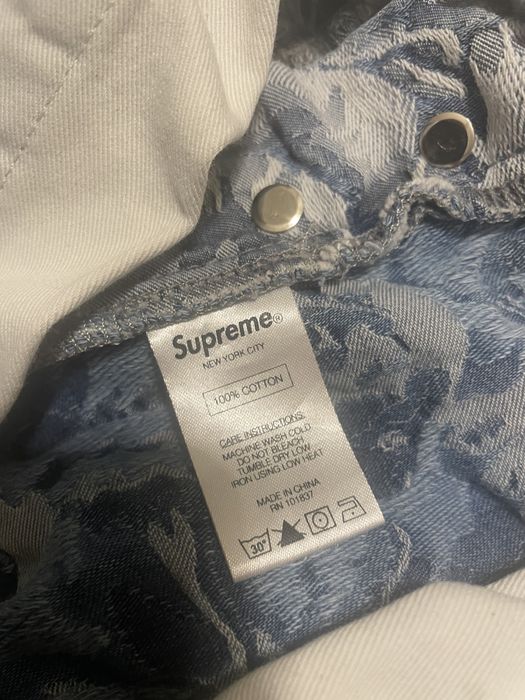 Supreme®
NEW YORK CITY
100% COTTON
CARE INSTRUCTIONS:
MACHINE WASH COLD
DO NOT BLEACH
TUMBLE DRY LOW
IRON USING LOW HEAT
MADE IN CHINA
RN 101837
30°